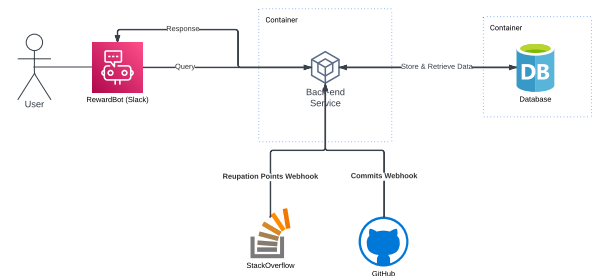 Response
Container
Container
Query
Store & Retrieve Data
DB
User
RewardBot (Slack)
Back-end
Service
Database
Reupation Points Webhook
Commits Webhook
StackOverflow
GitHub